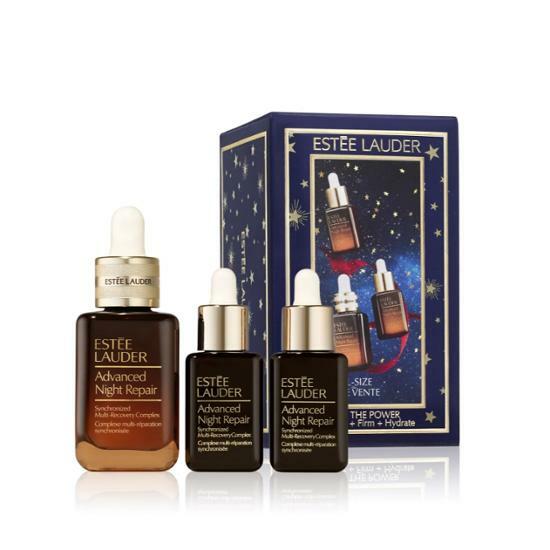 ESTĒE LAUDER
ESTĒE LAUDER
ESTĒE
LAUDER
Advanced
Night Repair
Synchronized
Multi-Recovery Complex
Complexe multi-réparation
synchronisée
ESTĒE
LAUDER
Advanced
Night Repair
Synchronized
Multi-Recovery Complex
Complexe multi-réparation
synchronisée
ESTĒE
LAUDER
Advanced
Night Repair
Synchronized
Multi-Recovery Complex
Complexe multi-réparation
synchronisée
-SIZE
VENTE
THE POWER
+ Firm + Hydrate